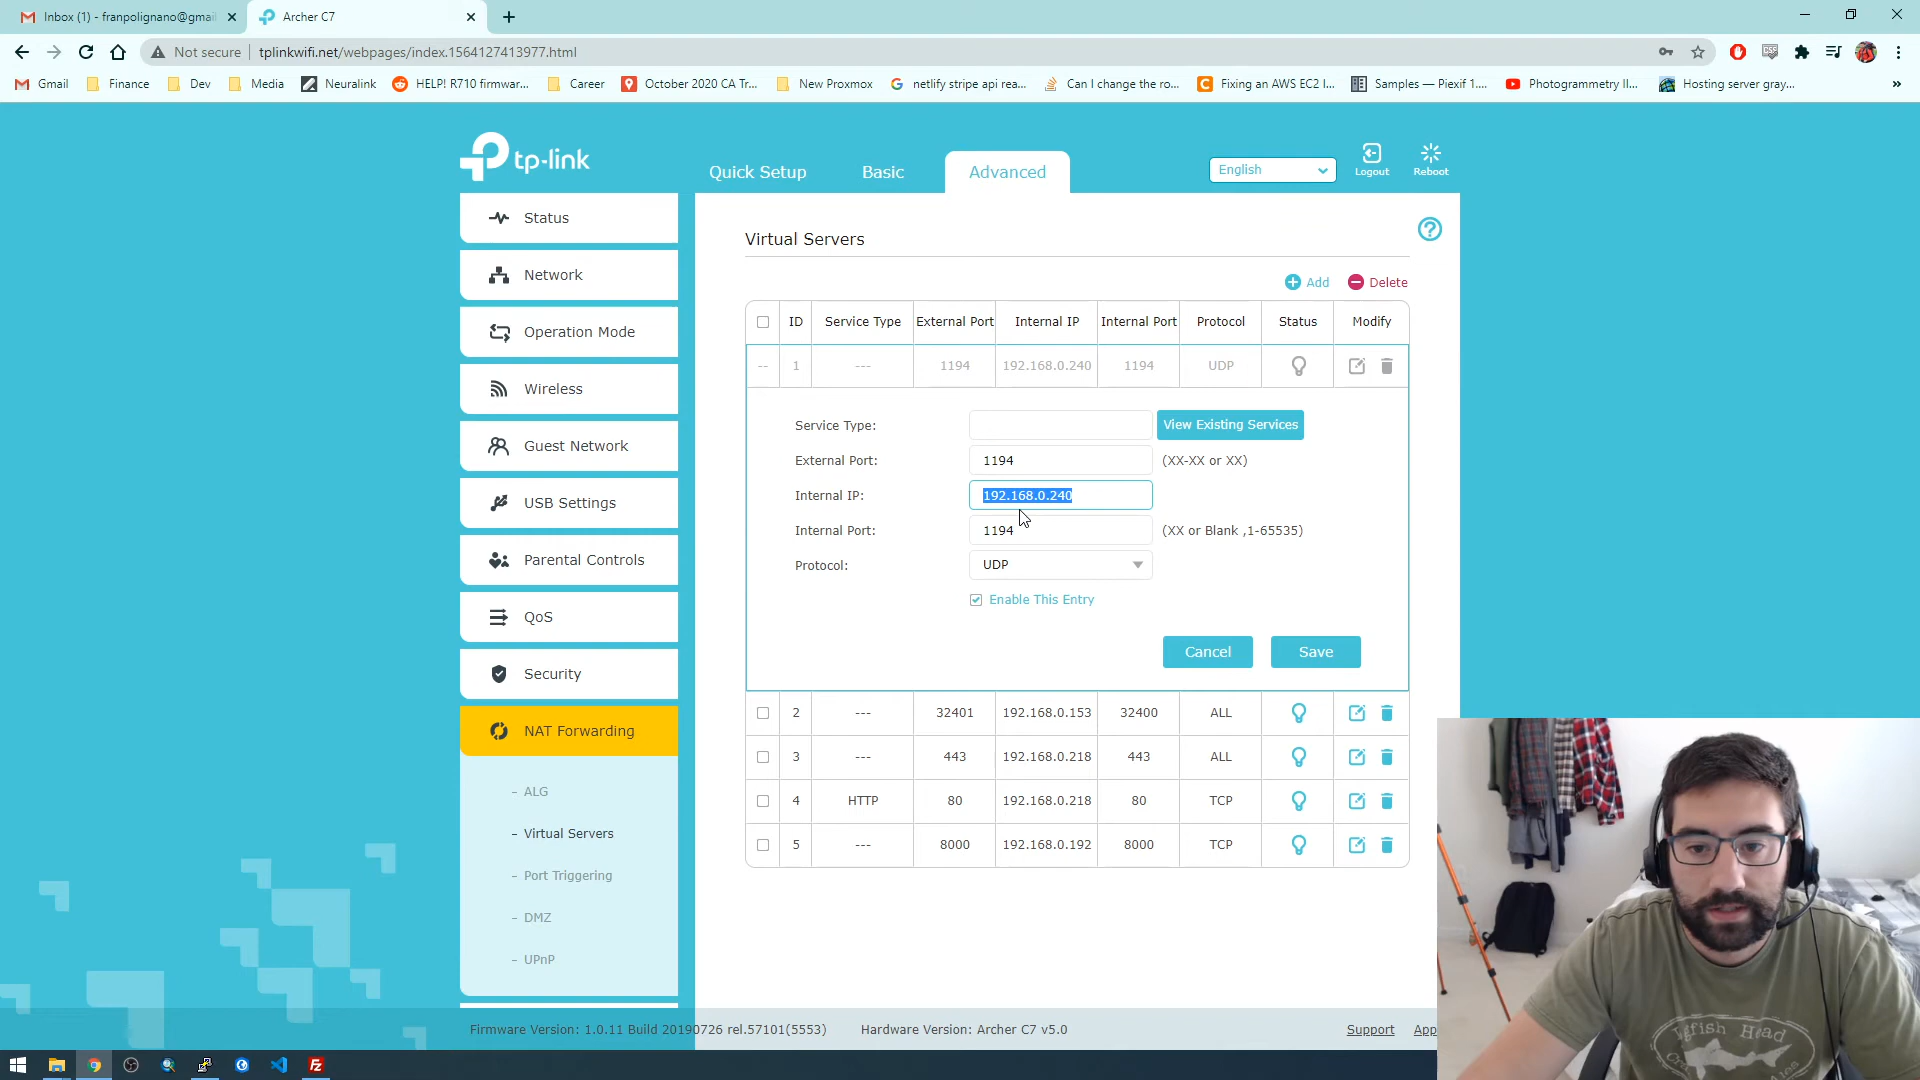 Inbox (1) - franpolignano@gmai
Archer C7
Not secure
tplinkwifi.net/webpages/index.1564127413977.html
Gmail
Finance
Dev
Media
Neuralink
HELP! R710 firmwar...
Career
October 2020 CA Tr...
New Proxmox
netlify stripe api rea...
Can I change the ro...
Fixing an AWS EC2 I...
Samples — Piexif 1....
Photogrammetry II...
Hosting server gray...
»
tp-link
Quick Setup
Basic
Advanced
English
Logout
Reboot
Status
Network
Operation Mode
Wireless
Guest Network
USB Settings
Parental Controls
QoS
Security
NAT Forwarding
- ALG
- Virtual Servers
- Port Triggering
- DMZ
- UPnP
Virtual Servers
Add
Delete
ID Service Type External Port Internal IP Internal Port Protocol Status Modify
-- 1 --- 1194 192.168.0.240 1194 UDP
Service Type: View Existing Services
External Port: 1194 (XX-XX or XX)
Internal IP: 192.168.0.240
Internal Port: 1194 (XX or Blank ,1-65535)
Protocol: UDP
Enable This Entry
Cancel Save
2 --- 32401 192.168.0.153 32400 ALL
3 --- 443 192.168.0.218 443 ALL
4 HTTP 80 192.168.0.218 80 TCP
5 --- 8000 192.168.0.192 8000 TCP
Firmware Version: 1.0.11 Build 20190726 rel.57101(5553)
Hardware Version: Archer C7 v5.0
Support
App
Fz